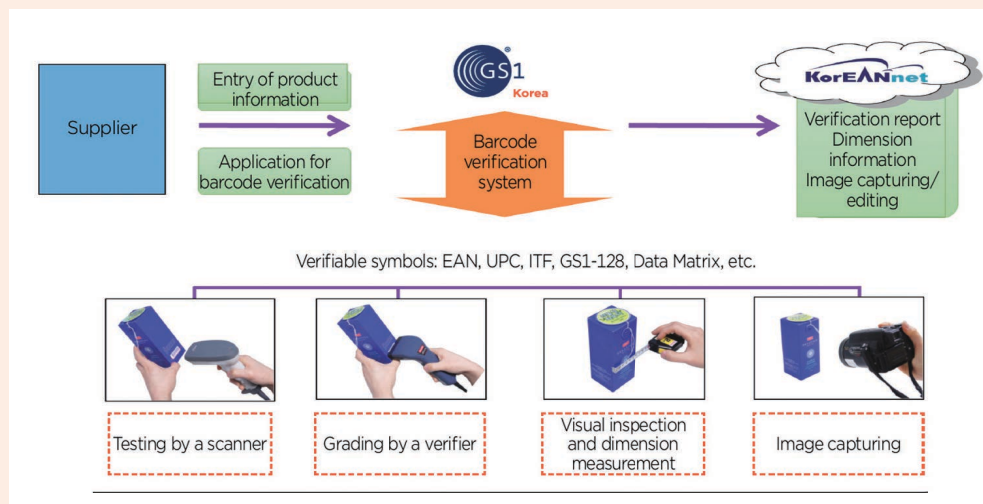 Supplier
Entry of product
information
Application for
barcode verification
GS1
®
Korea
Barcode
verification
system
KorEANnet
Verification report
Dimension
information
Image capturing/
editing
Verifiable symbols: EAN, UPC, ITF, GS1-128, Data Matrix, etc.
Testing by a scanner
Grading by a verifier
Visual inspection
and dimension
measurement
Image capturing